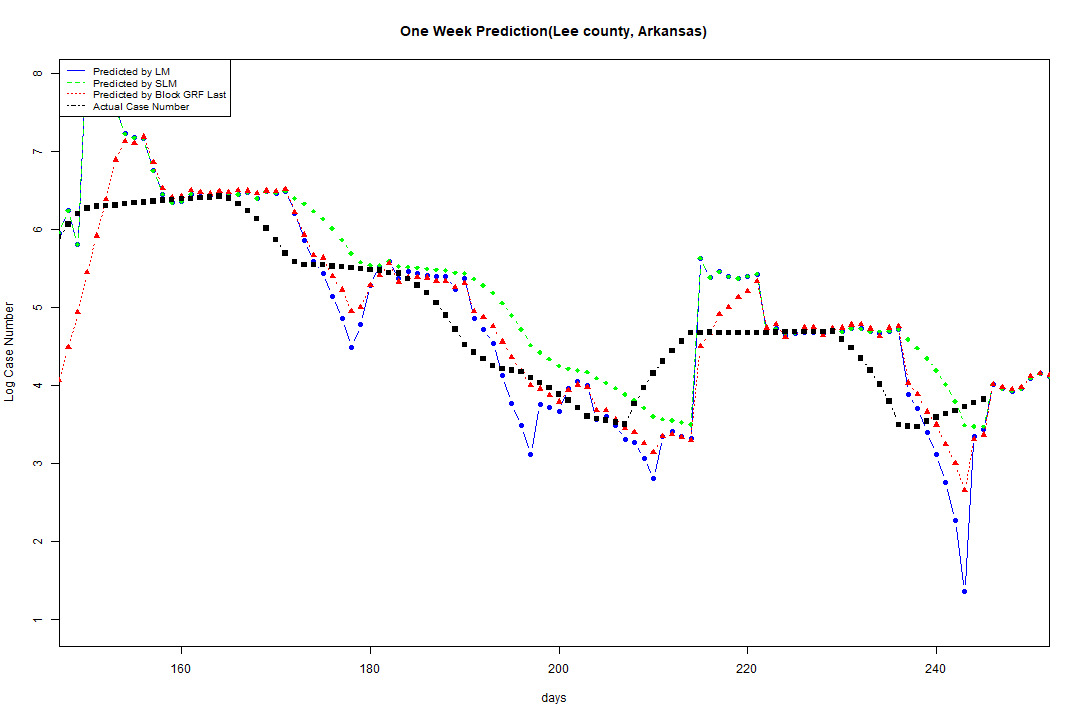 One Week Prediction(Lee county, Arkansas)
Predicted by LM
Predicted by SLM
Predicted by Block GRF Last
Actual Case Number
8
7
6
5
4
3
2
1
Log Case Number
160 180 200 220 240
days